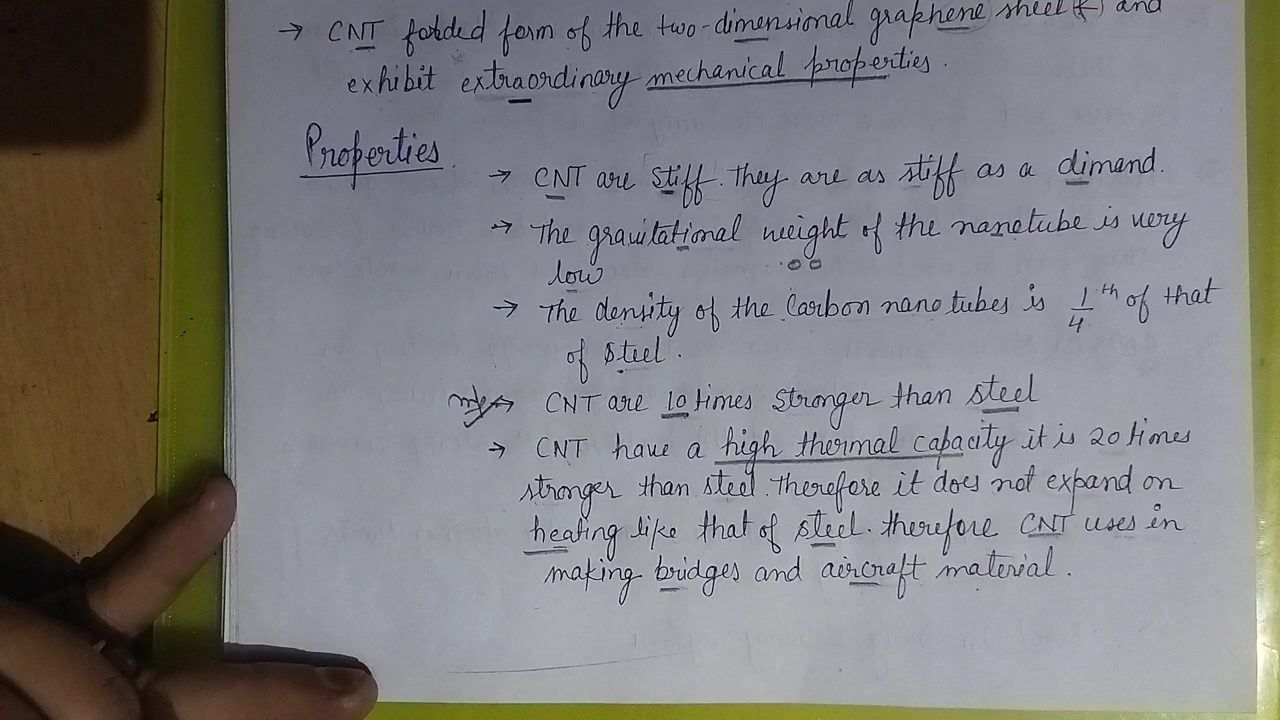 → CNT folded form of the two-dimensional graphene sheet and
exhibit extraordinary mechanical properties.
Properties
→ CNT are stiff. They are as stiff as a dimand.
→ The gravitational weight of the nanotube is very
low
→ The density of the Carbon nanotubes is 1/4th of that
of steel.
→ CNT are 10 times stronger than steel
→ CNT have a high thermal capacity it is 20 times
stronger than steel. Therefore it does not expand on
heating like that of steel. therefore CNT uses in
making bridges and aircraft material.